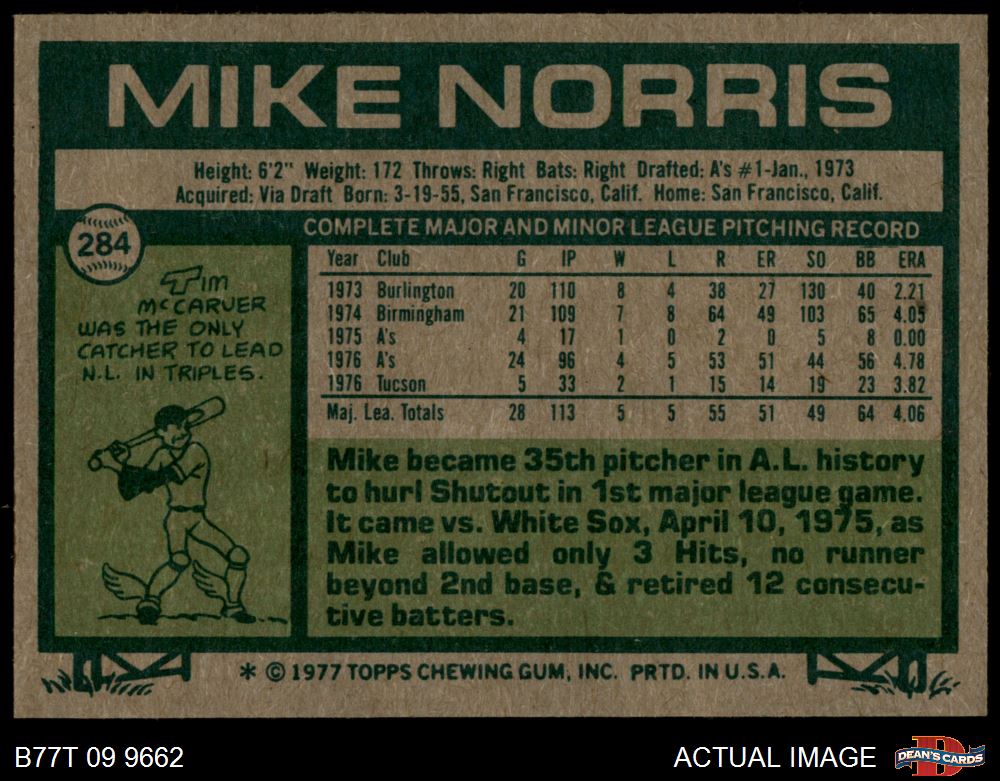 MIKE NORRIS
Height: 6'2" Weight: 172 Throws: Right Bats: Right Drafted: A's #1-Jan., 1973
Acquired: Via Draft Born: 3-19-55, San Francisco, Calif. Home: San Francisco, Calif.
284
COMPLETE MAJOR AND MINOR LEAGUE PITCHING RECORD
Year Club G IP W L R ER SO BB ERA
1973 Burlington 20 110 8 4 38 27 130 40 2.21
1974 Birmingham 21 109 7 8 64 49 103 65 4.05
1975 A's 4 17 1 0 2 0 5 8 0.00
1976 A's 24 96 4 5 53 51 44 56 4.78
1976 Tucson 5 33 2 1 15 14 19 23 3.82
Maj. Lea. Totals 28 113 5 5 55 51 49 64 4.06
TIM
McCARVER
WAS THE ONLY
CATCHER TO LEAD
N.L. IN TRIPLES.
Mike became 35th pitcher in A.L. history
to hurl Shutout in 1st major league game.
It came vs. White Sox, April 10, 1975, as
Mike allowed only 3 Hits, no runner
beyond 2nd base, & retired 12 consecu-
tive batters.
* © 1977 TOPPS CHEWING GUM, INC. PRTD. IN U.S.A.
B77T 09 9662
ACTUAL IMAGE
D
DEAN'S CARDS